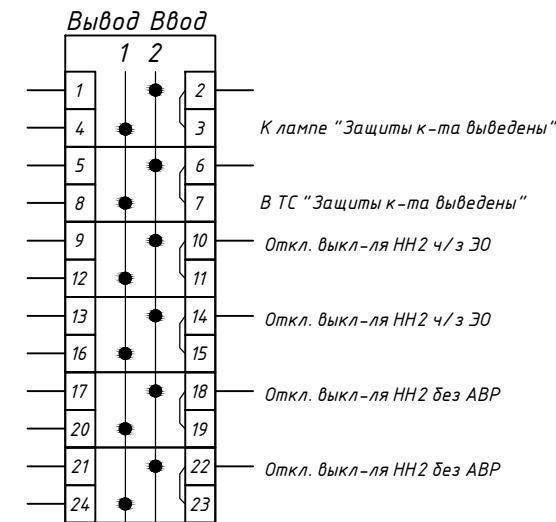 Вывод Ввод
1 2
1 2
4 3 К лампе "Защиты к-та выведены"
5 6
8 7 В ТС "Защиты к-та выведены"
9 10 Откл. выкл-ля НН2 ч/з ЭО
12 11
13 14 Откл. выкл-ля НН2 ч/з ЭО
16 15
17 18 Откл. выкл-ля НН2 без АВР
20 19
21 22 Откл. выкл-ля НН2 без АВР
24 23